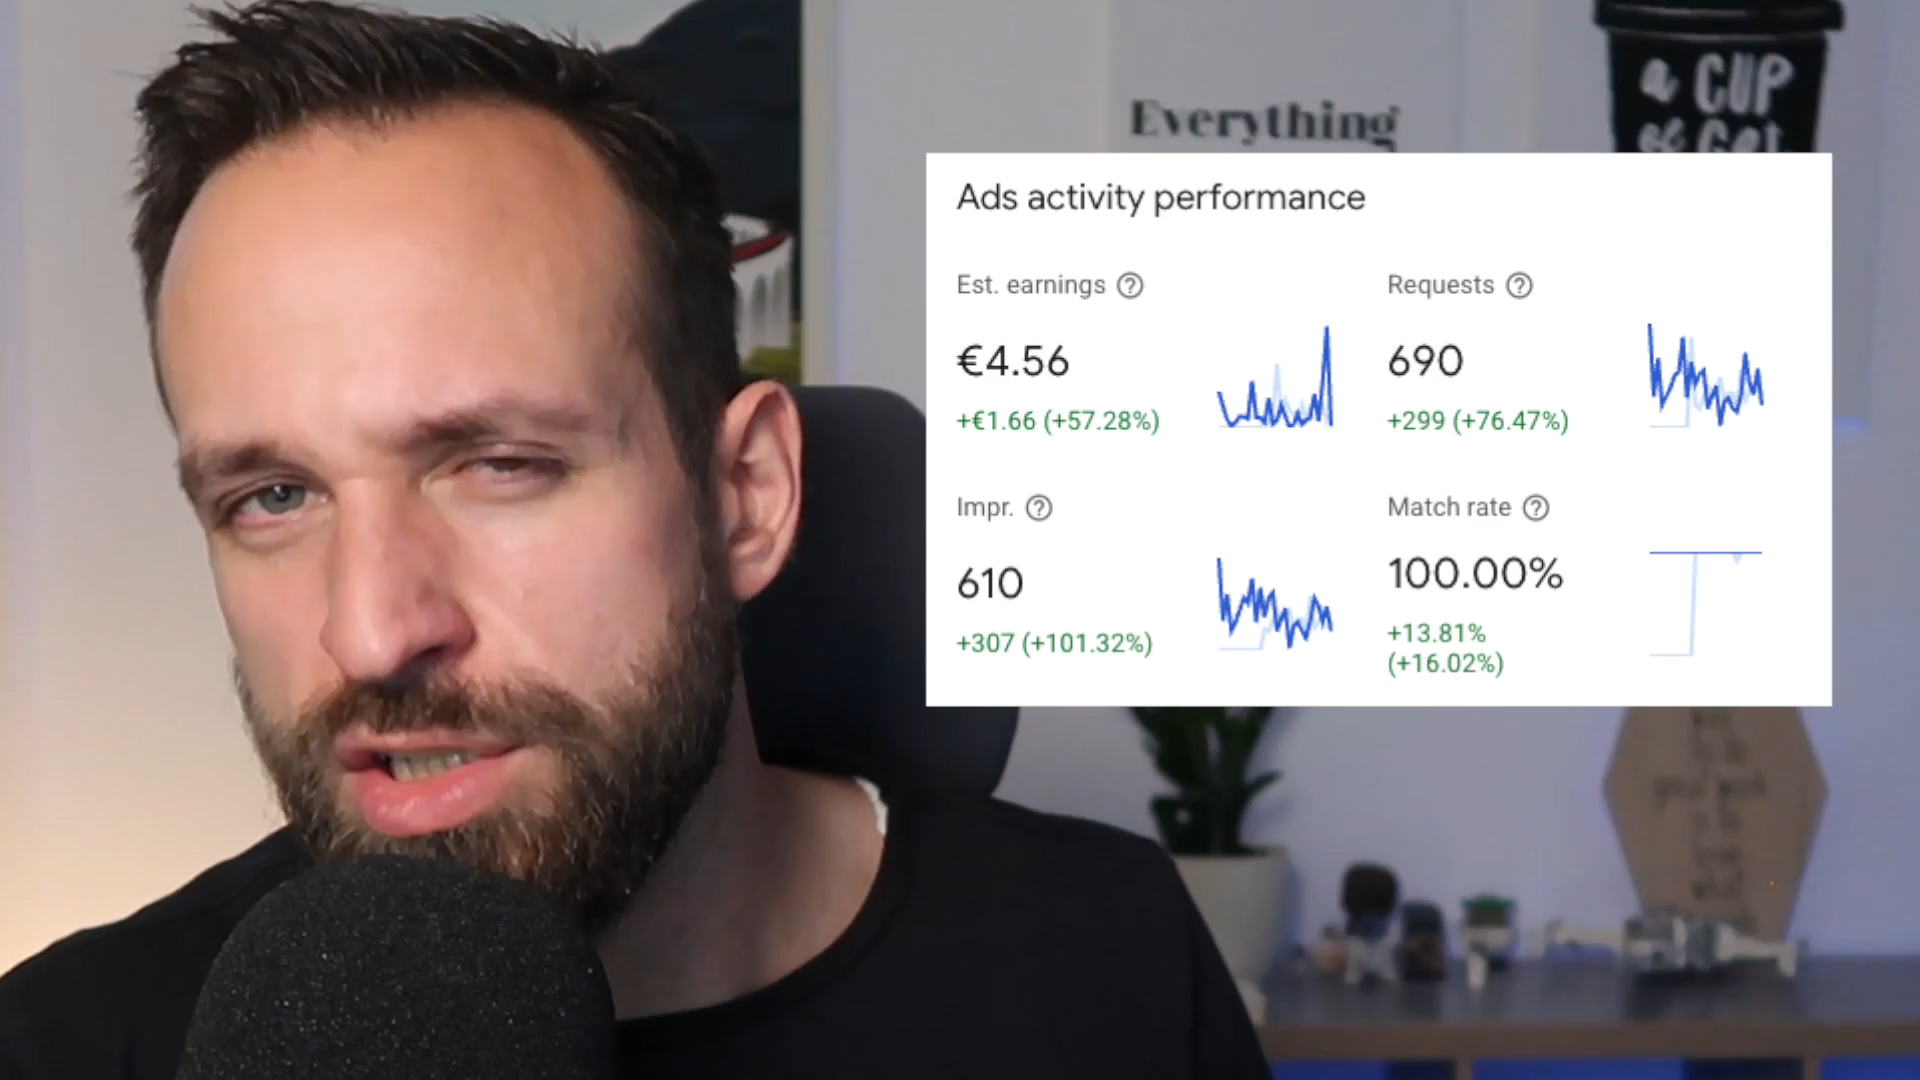 Everything
a CUP
Ads activity performance
Est. earnings
€4.56
+€1.66 (+57.28%)
Requests
690
+299 (+76.47%)
Impr.
610
+307 (+101.32%)
Match rate
100.00%
+13.81%
(+16.02%)